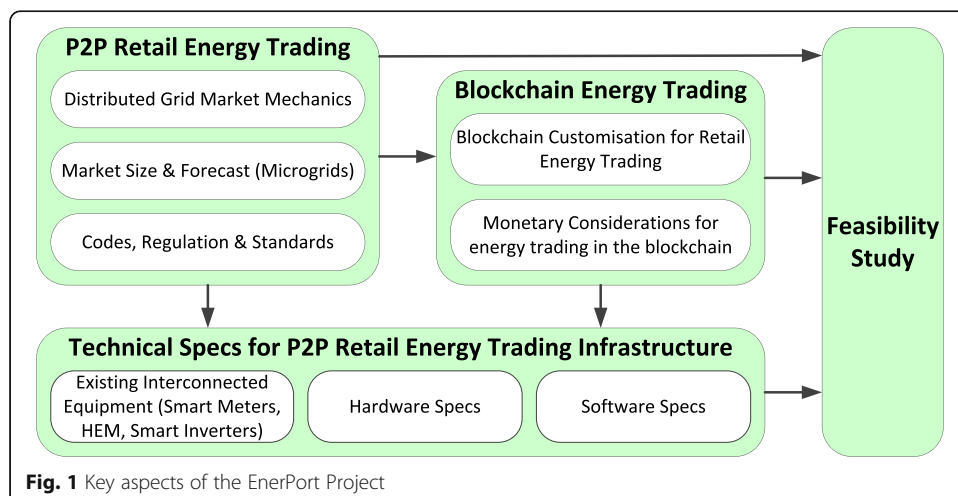 P2P Retail Energy Trading
Distributed Grid Market Mechanics
Market Size & Forecast (Microgrids)
Codes, Regulation & Standards
Blockchain Energy Trading
Blockchain Customisation for Retail
Energy Trading
Monetary Considerations for
energy trading in the blockchain
Feasibility
Study
Technical Specs for P2P Retail Energy Trading Infrastructure
Existing Interconnected
Equipment (Smart Meters,
HEM, Smart Inverters)
Hardware Specs
Software Specs
Fig. 1 Key aspects of the EnerPort Project